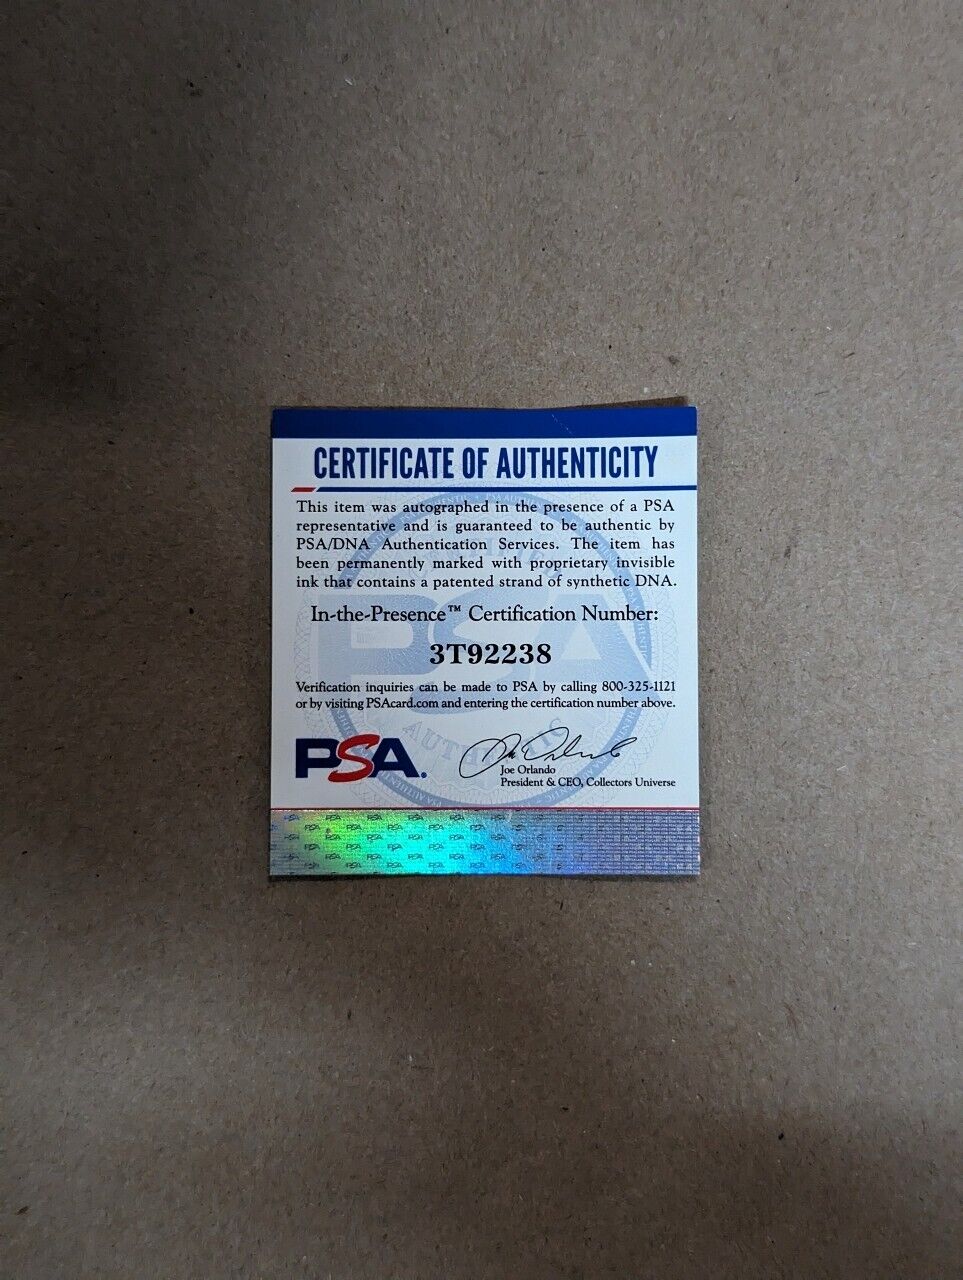 CERTIFICATE OF AUTHENTICITY
This item was autographed in the presence of a PSA
representative and is guaranteed to be authentic by
PSA/DNA Authentication Services. The item has
been permanently marked with proprietary invisible
ink that contains a patented strand of synthetic DNA.
In-the-Presence™ Certification Number:
3T92238
Verification inquiries can be made to PSA by calling 800-325-1121
or by visiting PSAcard.com and entering the certification number above.
PSA.
Joe Orlando
President & CEO, Collectors Universe